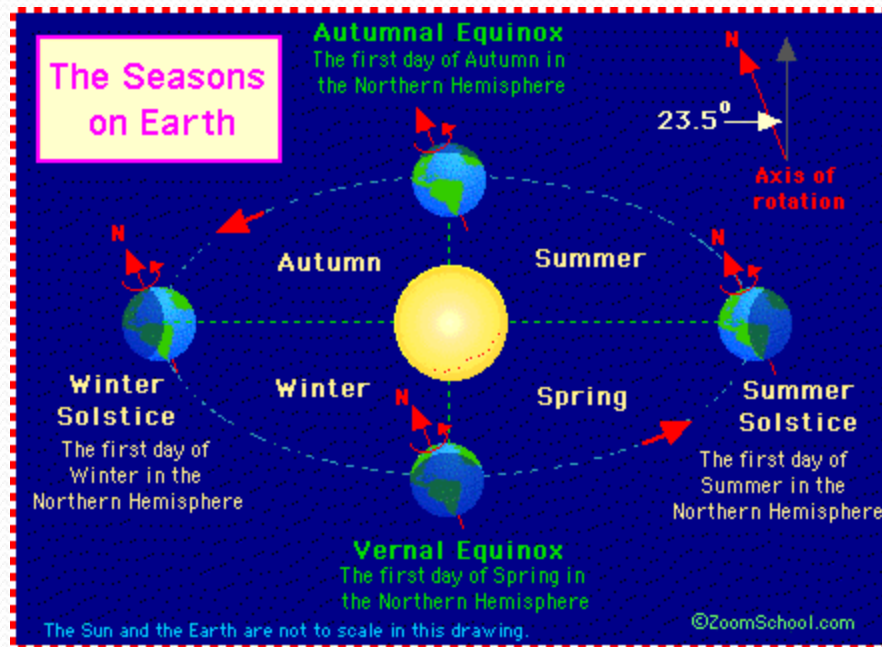 The Seasons
on Earth
Autumnal Equinox
The first day of Autumn in
the Northern Hemisphere
N
23.5°
Axis of
rotation
N
N
Autumn
Summer
Winter
Solstice
The first day of
Winter in the
Northern Hemisphere
Winter
N
Spring
Summer
Solstice
The first day of
Summer in the
Northern Hemisphere
Vernal Equinox
The first day of Spring in
the Northern Hemisphere
The Sun and the Earth are not to scale in this drawing.
©ZoomSchool.com